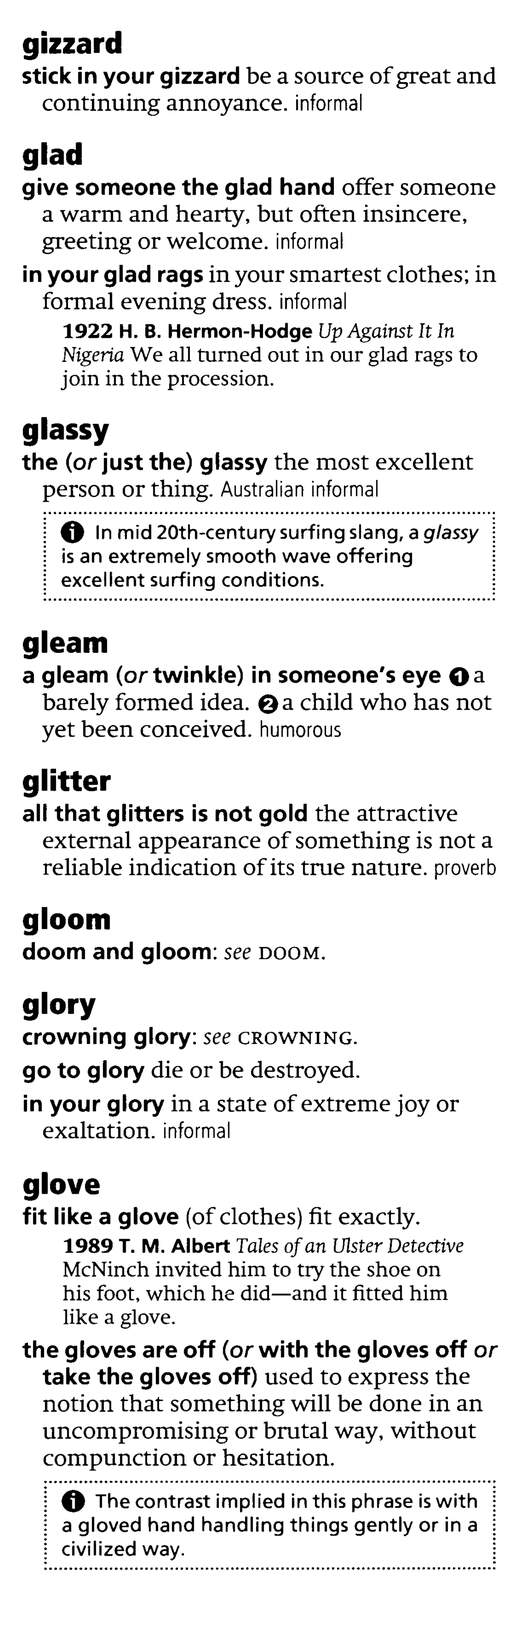 gizzard
stick in your gizzard be a source of great and
continuing annoyance. informal
glad
give someone the glad hand offer someone
a warm and hearty, but often insincere,
greeting or welcome. informal
in your glad rags in your smartest clothes; in
formal evening dress. informal
1922 H. B. Hermon-Hodge Up Against It In
Nigeria We all turned out in our glad rags to
join in the procession.
glassy
the (or just the) glassy the most excellent
person or thing. Australian informal
i In mid 20th-century surfing slang, a glassy
is an extremely smooth wave offering
excellent surfing conditions.
gleam
a gleam (or twinkle) in someone's eye ❶ a
barely formed idea. ❷ a child who has not
yet been conceived. humorous
glitter
all that glitters is not gold the attractive
external appearance of something is not a
reliable indication of its true nature. proverb
gloom
doom and gloom: see DOOM.
glory
crowning glory: see CROWNING.
go to glory die or be destroyed.
in your glory in a state of extreme joy or
exaltation. informal
glove
fit like a glove (of clothes) fit exactly.
1989 T. M. Albert Tales of an Ulster Detective
McNinch invited him to try the shoe on
his foot, which he did—and it fitted him
like a glove.
the gloves are off (or with the gloves off or
take the gloves off) used to express the
notion that something will be done in an
uncompromising or brutal way, without
compunction or hesitation.
i The contrast implied in this phrase is with
a gloved hand handling things gently or in a
civilized way.